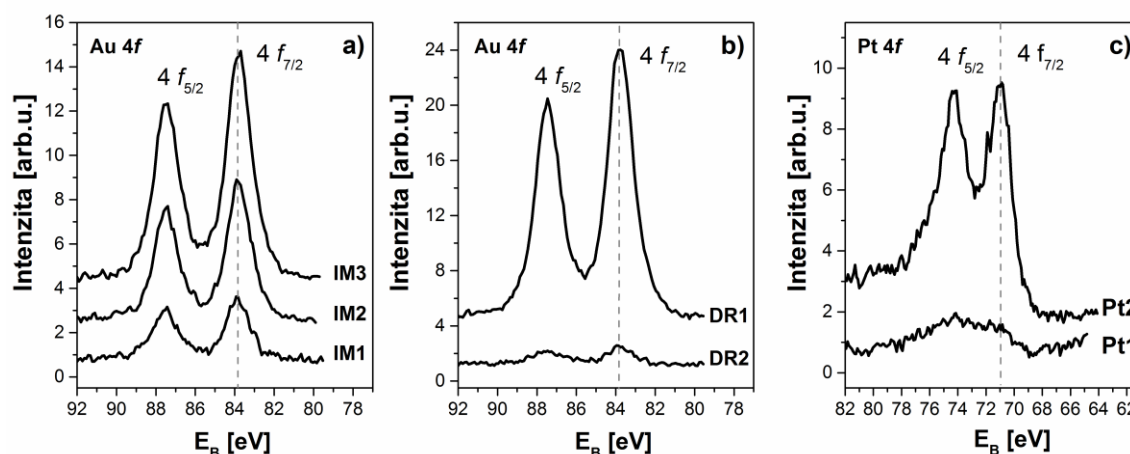 Au 4f
a)
4 f5/2
4 f7/2
IM3
IM2
IM1
Intenzita [arb.u.]
16
14
12
10
8
6
4
2
0
92 90 88 86 84 82 80 78
EB [eV]
Au 4f
b)
4 f5/2
4 f7/2
DR1
DR2
Intenzita [arb.u.]
24
20
16
12
8
4
0
92 90 88 86 84 82 80 78
EB [eV]
Pt 4f
c)
4 f5/2
4 f7/2
Pt2
Pt1
Intenzita [arb.u.]
10
8
6
4
2
0
82 80 78 76 74 72 70 68 66 64 62
EB [eV]